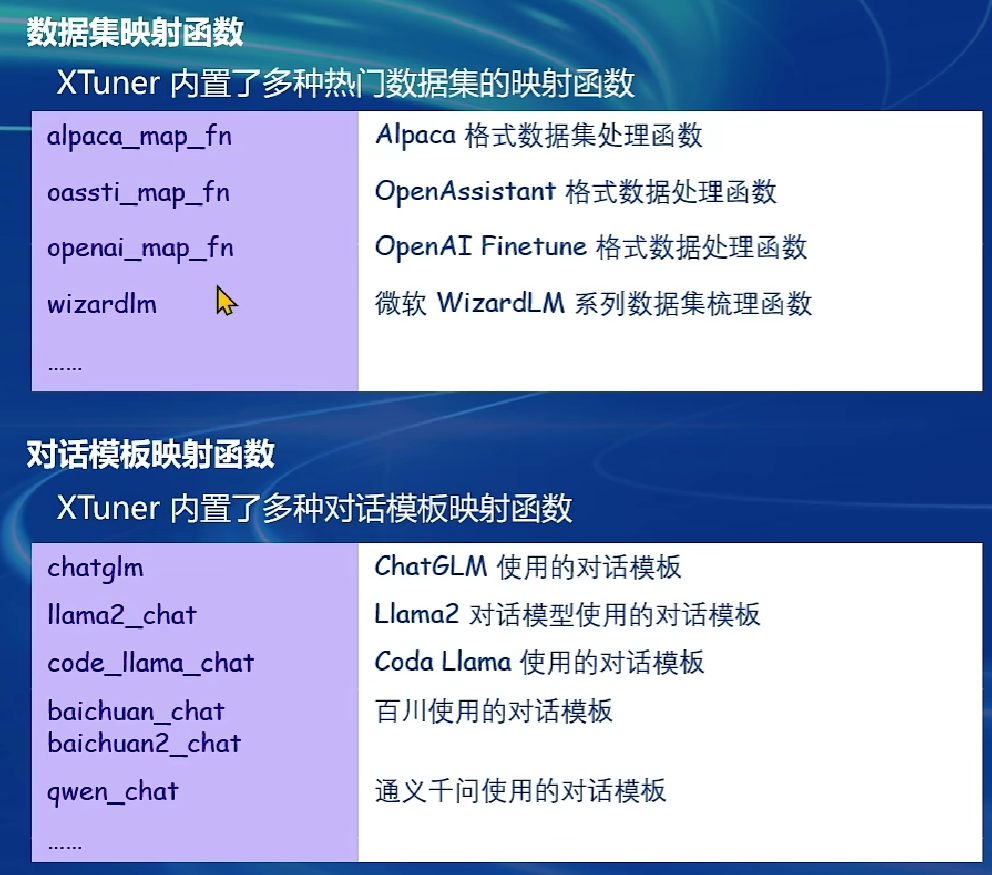 数据集映射函数
XTuner 内置了多种热门数据集的映射函数
alpaca_map_fn Alpaca 格式数据集处理函数
oassti_map_fn OpenAssistant 格式数据处理函数
openai_map_fn OpenAI Finetune 格式数据处理函数
wizardlm 微软 WizardLM 系列数据集梳理函数
......
对话模板映射函数
XTuner 内置了多种对话模板映射函数
chatglm ChatGLM 使用的对话模板
llama2_chat Llama2 对话模型使用的对话模板
code_llama_chat Coda Llama 使用的对话模板
baichuan_chat 百川使用的对话模板
baichuan2_chat
qwen_chat 通义千问使用的对话模板
......